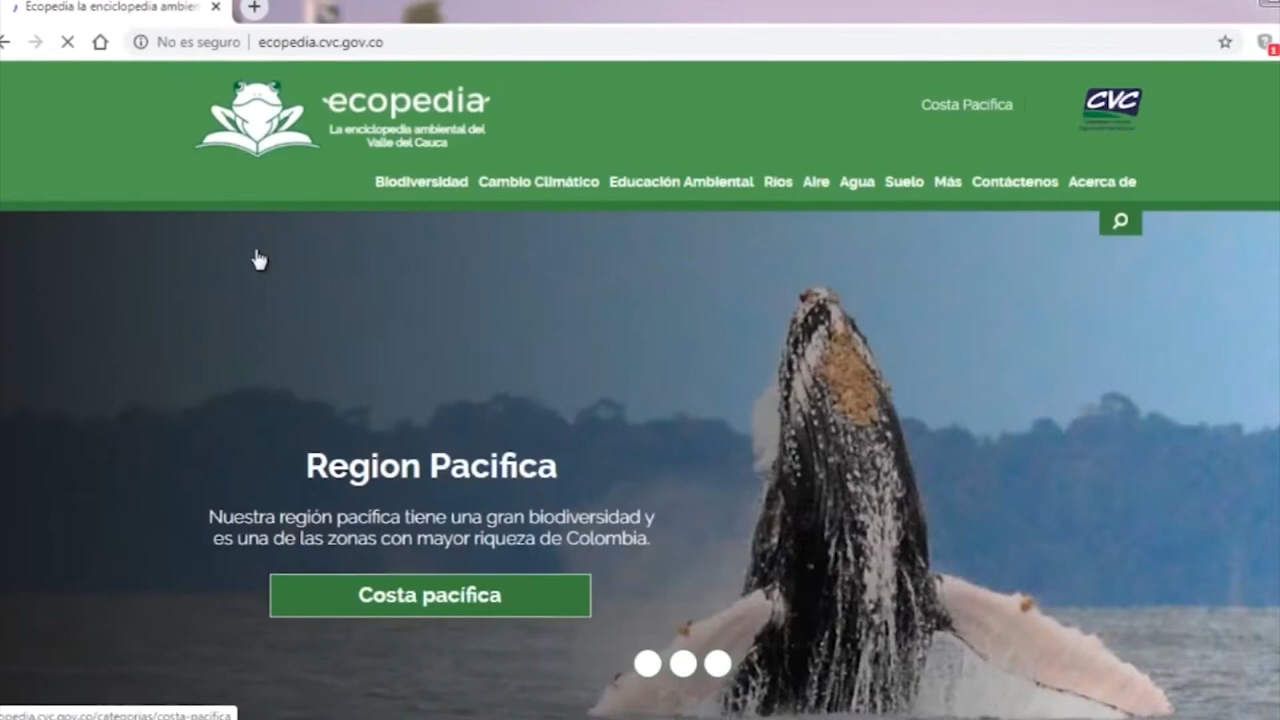 Ecopedia la enciclopedia ambien
No es seguro
ecopedia.cvc.gov.co
ecopedia
La enciclopedia ambiental del
Valle del Cauca
Costa Pacifica
CVC
Biodiversidad Cambio Climático Educación Ambiental Ríos Aire Agua Suelo Más Contáctenos Acerca de
Region Pacifica
Nuestra región pacífica tiene una gran biodiversidad y
es una de las zonas con mayor riqueza de Colombia.
Costa pacífica
opedia.cvc.gov.co/categorias/costa-pacifica